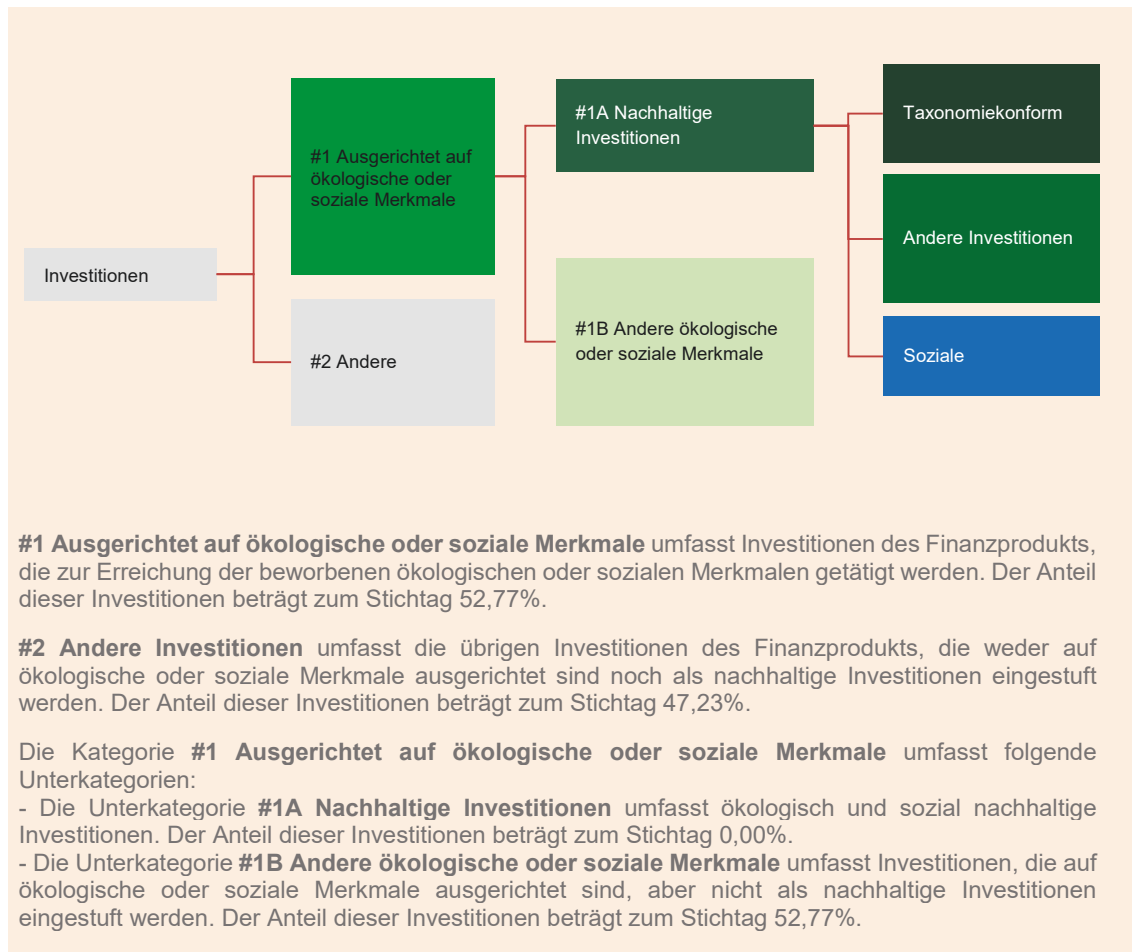 Investitionen
#1 Ausgerichtet auf
ökologische oder
soziale Merkmale
#2 Andere
#1A Nachhaltige
Investitionen
#1B Andere ökologische
oder soziale Merkmale
Taxonomiekonform
Andere Investitionen
Soziale
#1 Ausgerichtet auf ökologische oder soziale Merkmale umfasst Investitionen des Finanzprodukts,
die zur Erreichung der beworbenen ökologischen oder sozialen Merkmalen getätigt werden. Der Anteil
dieser Investitionen beträgt zum Stichtag 52,77%.
#2 Andere Investitionen umfasst die übrigen Investitionen des Finanzprodukts, die weder auf
ökologische oder soziale Merkmale ausgerichtet sind noch als nachhaltige Investitionen eingestuft
werden. Der Anteil dieser Investitionen beträgt zum Stichtag 47,23%.
Die Kategorie #1 Ausgerichtet auf ökologische oder soziale Merkmale umfasst folgende
Unterkategorien:
- Die Unterkategorie #1A Nachhaltige Investitionen umfasst ökologisch und sozial nachhaltige
Investitionen. Der Anteil dieser Investitionen beträgt zum Stichtag 0,00%.
- Die Unterkategorie #1B Andere ökologische oder soziale Merkmale umfasst Investitionen, die auf
ökologische oder soziale Merkmale ausgerichtet sind, aber nicht als nachhaltige Investitionen
eingestuft werden. Der Anteil dieser Investitionen beträgt zum Stichtag 52,77%.